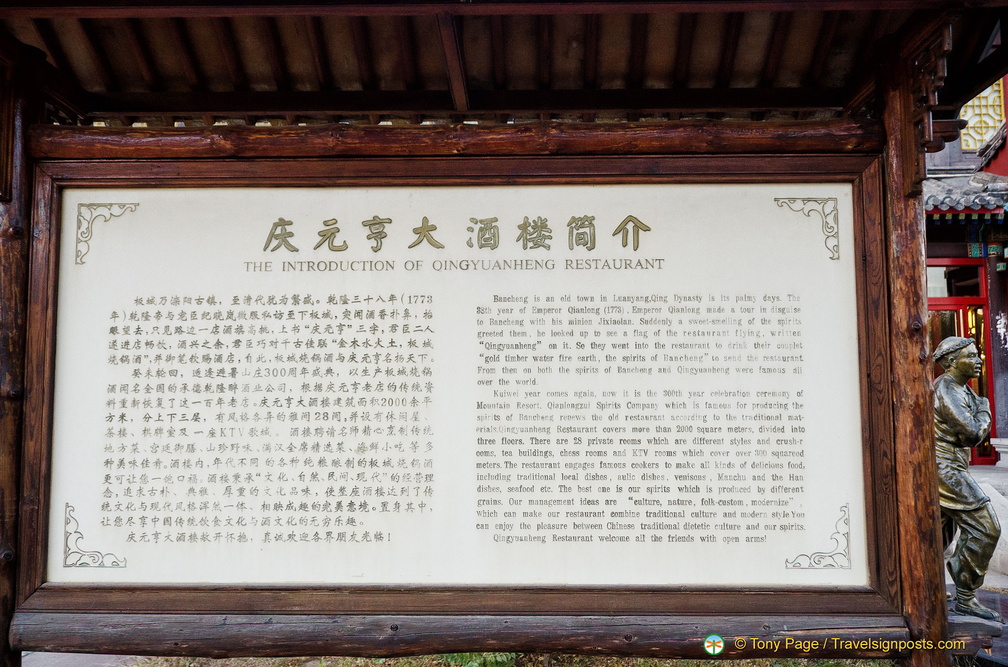 庆元亨大酒楼简介
THE INTRODUCTION OF QINGYUANHENG RESTAURANT
板城乃滦阳古镇，至清代犹为繁盛。乾隆三十八年(1773
年)乾隆帝与宠臣纪晓岚微服私访至下板城，突闻酒香扑鼻，抬
眼望去，只见路边一店酒旗高挑，上书“庆元亨”三字，君臣二人
遂进店畅饮，酒兴之余，君臣巧对千古佳联“金木水火土，板城
烧锅酒”，并御笔钦赐酒店，自此，板城烧锅酒与庆元亨名扬天下。
癸未轮回，适逢避暑山庄300周年盛典，以生产板城烧锅
酒闻名全国的承德乾隆醉酒业公司，根据庆元亨老店的传统资
料重新恢复了这一百年老店。庆元亨大酒楼建筑面积2000余平
方米，分上下三层，有风格各异的雅间28间，并设有休闲屋、
茶楼、棋牌室及一座KTV歌城。酒楼聘请名师精心烹制传统
地方菜、宫廷御膳、山珍野味、满汉全席精选菜、海鲜小吃等多
种美味佳肴。酒楼内，年代不同的各种纯粮酿制的板城烧锅酒
更可让您一饱口福。酒楼秉承“文化、自然、民间、现代”的经营理
念，追求古朴、典雅、厚重的文化品味，使整座酒楼达到了传
统文化与现代风格浑然一体、相映成趣的完美意境。置身其中，
让您尽享中国传统饮食文化与酒文化的无穷乐趣。
庆元亨大酒楼敞开怀抱，真诚欢迎各界朋友光临！
Bancheng is an old town in Luanyang,Qing Dynasty is its palmy days. The
38th year of Emperor Qianlong (1773), Emperor Qianlong made a tour in disguise
to Bancheng with his minion Jixiaolan. Suddenly a sweet-smelling of the spirits
greeted them, he looked up to see a flag of the restaurant flying, written
“Qingyuanheng” on it. So they went into the restaurant to drink their couplet
“gold timber water fire earth, the spirits of Bancheng” to send the restaurant.
From then on both the spirits of Bancheng and Qingyuanheng were famous all
over the world.
Kuiwei year comes again, now it is the 300th year celebration ceremony of
Mountain Resort, Qianlongzui Spirits Company which is famous for producing the
spirits of Bancheng renews the old restaurant according to the traditional mat-
erials.Qingyuanheng Restaurant covers more than 2000 square meters, divided into
three floors. There are 28 private rooms which are different styles and crush-r
ooms, tea buildings, chess rooms and KTV rooms which cover over 300 squared
meters.The restaurant engages famous cookers to make all kinds of delicious food,
including traditional local dishes, aulic dishes, venisons, Manchu and the Han
dishes, seafood etc. The best one is our spirits which is produced by different
grains. Our management ideas are “culture, nature, folk-custom, modernize”,
which can make our restaurant combine traditional culture and modern style.You
can enjoy the pleasure between Chinese traditional dietetic culture and our spirits.
Qingyuanheng Restaurant welcome all the friends with open arms!
© Tony Page / Travelsignposts.com